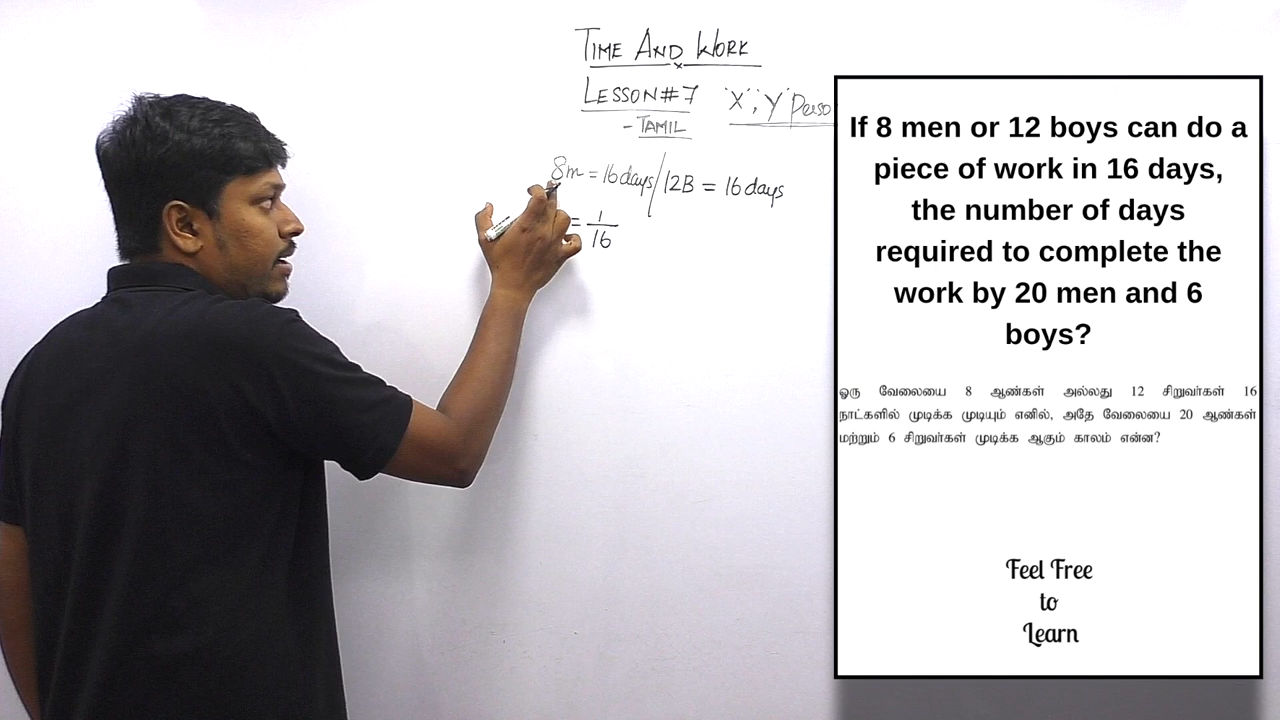 TIME AND WORK
LESSON#7 "X", "Y" Perso
- TAMIL
8m = 16 days / 12B = 16 days
= 1/16
If 8 men or 12 boys can do a
piece of work in 16 days,
the number of days
required to complete the
work by 20 men and 6
boys?
ஒரு வேலையை 8 ஆண்கள் அல்லது 12 சிறுவர்கள் 16
நாட்களில் முடிக்க முடியும் எனில், அதே வேலையை 20 ஆண்கள்
மற்றும் 6 சிறுவர்கள் முடிக்க ஆகும் காலம் என்ன?
Feel Free
to
Learn